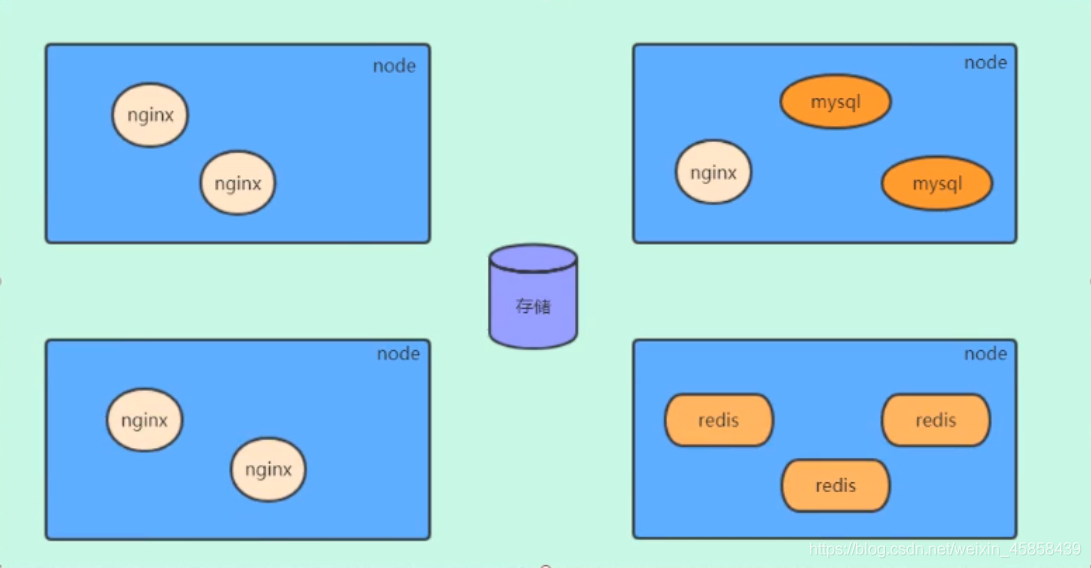 node
nginx
nginx
node
mysql
nginx
mysql
存储
node
nginx
nginx
node
redis
redis
redis
https://blog.csdn.net/weixin_45858439